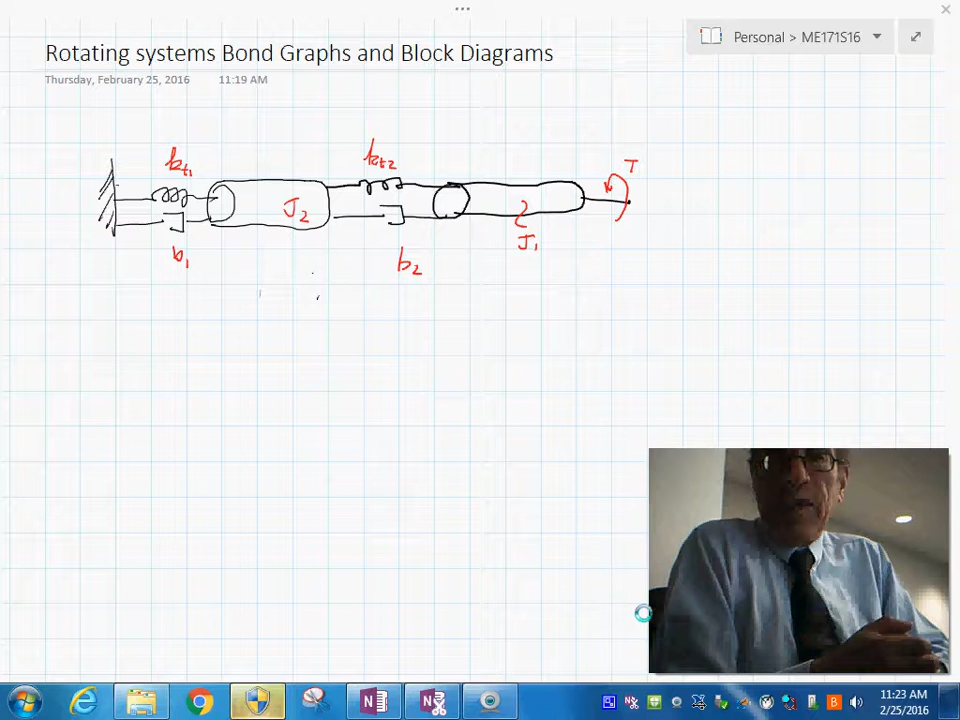 Personal > ME171S16
Rotating systems Bond Graphs and Block Diagrams
Thursday, February 25, 2016 11:19 AM
kt1
kt2
T
J2
J1
b1
b2
11:23 AM
2/25/2016